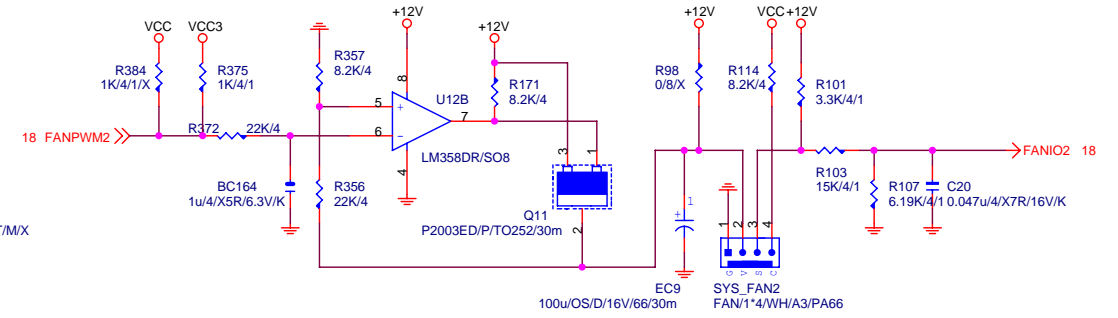 VCC
VCC3
+12V
+12V
+12V
VCC
+12V
R384
1K/4/1/X
R375
1K/4/1
R357
8.2K/4
8
U12B
R171
8.2K/4
R98
0/8/X
R114
8.2K/4
R101
3.3K/4/1
5
+
7
18 FANPWM2
R372
22K/4
6
−
LM358DR/SO8
4
FANIO2 18
R103
15K/4/1
BC164
1u/4/X5R/6.3V/K
R356
22K/4
3
1
Q11
P2003ED/P/TO252/30m
2
1
+
R107
6.19K/4/1
C20
0.047u/4/X7R/16V/K
1
2
3
4
G
V
S
C
T/M/X
EC9
100u/OS/D/16V/66/30m
SYS_FAN2
FAN/1*4/WH/A3/PA66